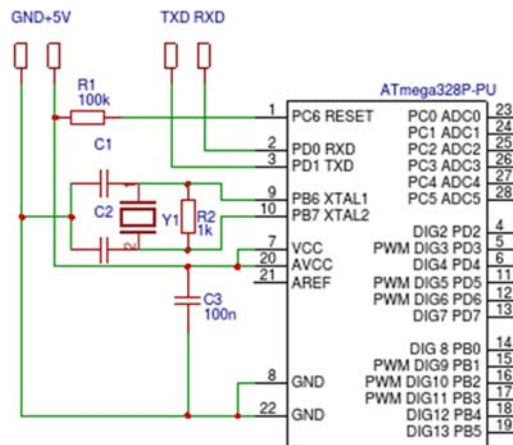 GND+5V
TXD RXD
R1
100k
C1
C2
1
2
Y1
R2
1k
C3
100n
ATmega328P-PU
1 PC6 RESET
2 PD0 RXD
3 PD1 TXD
9 PB6 XTAL1
10 PB7 XTAL2
7 VCC
20 AVCC
21 AREF
8 GND
22 GND
PC0 ADC0 23
PC1 ADC1 24
PC2 ADC2 25
PC3 ADC3 26
PC4 ADC4 27
PC5 ADC5 28
DIG2 PD2 4
PWM DIG3 PD3 5
DIG4 PD4 6
PWM DIG5 PD5 11
PWM DIG6 PD6 12
DIG7 PD7 13
DIG 8 PB0 14
PWM DIG9 PB1 15
PWM DIG10 PB2 16
PWM DIG11 PB3 17
DIG12 PB4 18
DIG13 PB5 19